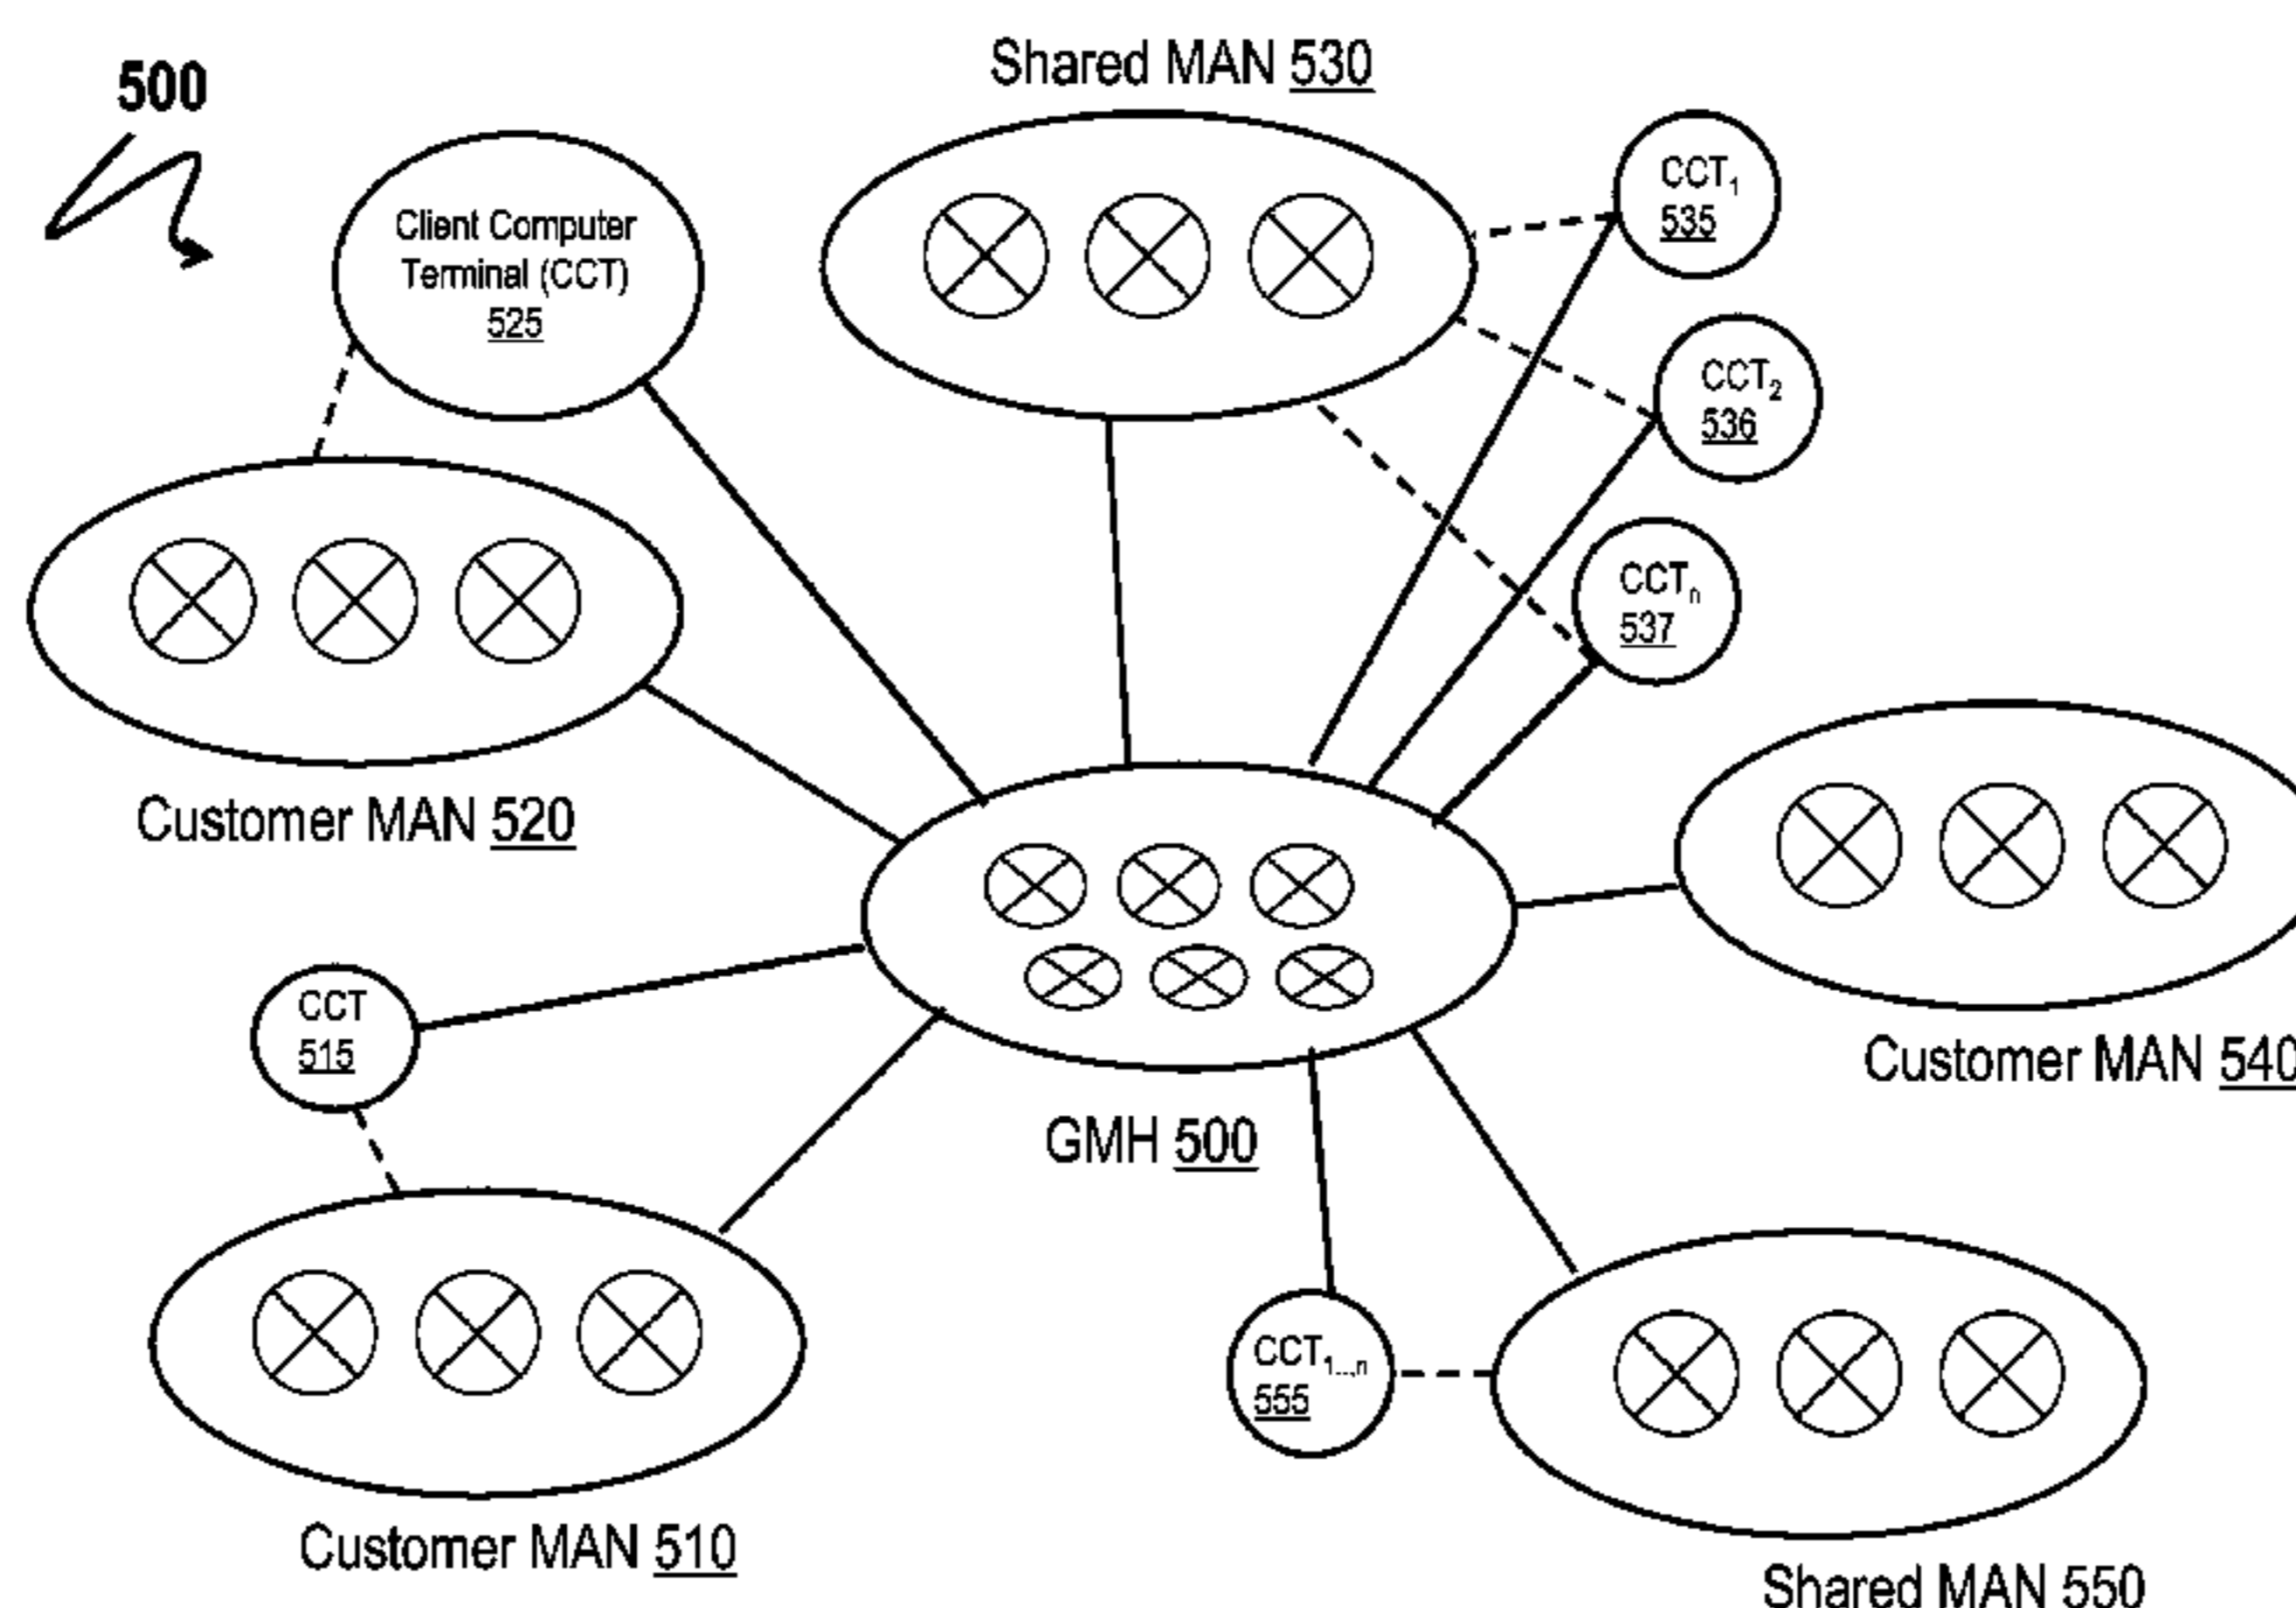 500
Shared MAN 530
CCT1
535
Client Computer
Terminal (CCT)
525
CCT2
536
CCTn
537
Customer MAN 520
CCT
515
Customer MAN 540
GMH 500
CCT1...,n
555
Customer MAN 510
Shared MAN 550